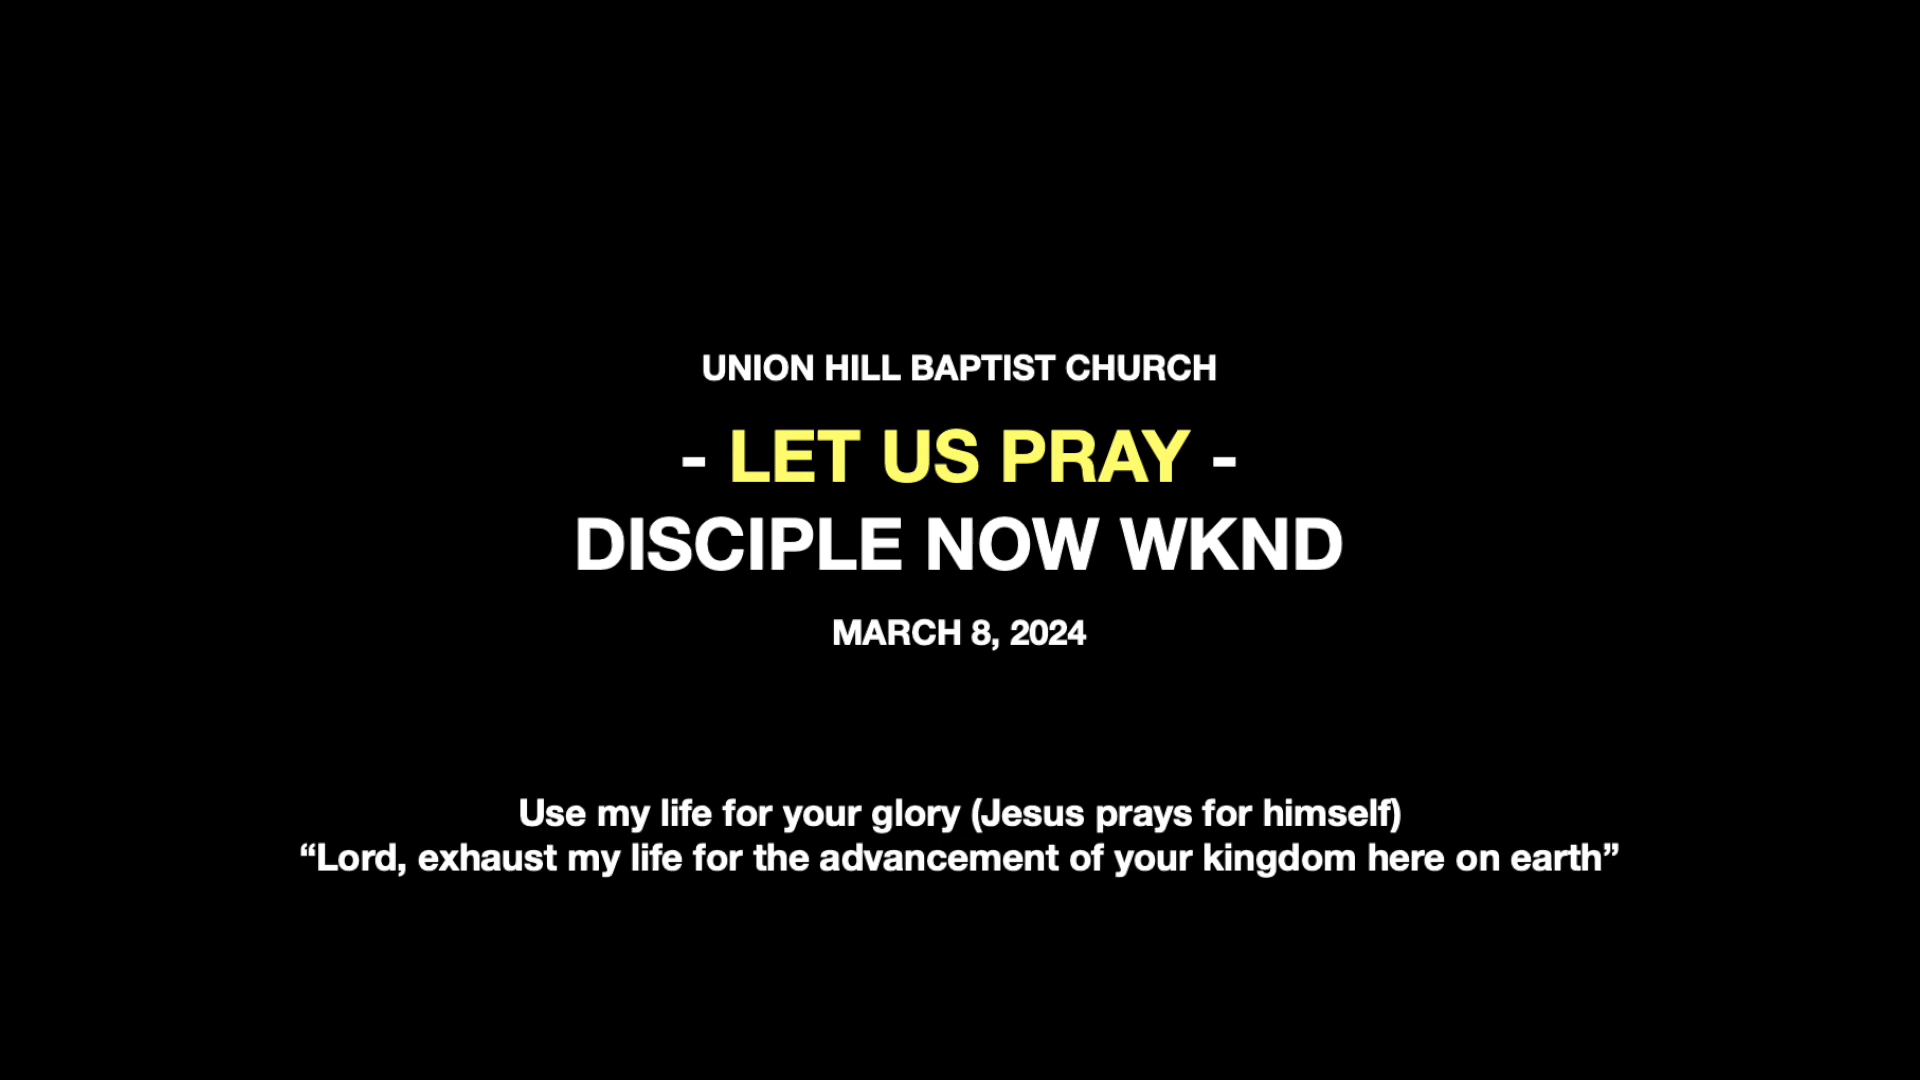 UNION HILL BAPTIST CHURCH
- LET US PRAY -
DISCIPLE NOW WKND
MARCH 8, 2024
Use my life for your glory (Jesus prays for himself)
“Lord, exhaust my life for the advancement of your kingdom here on earth”